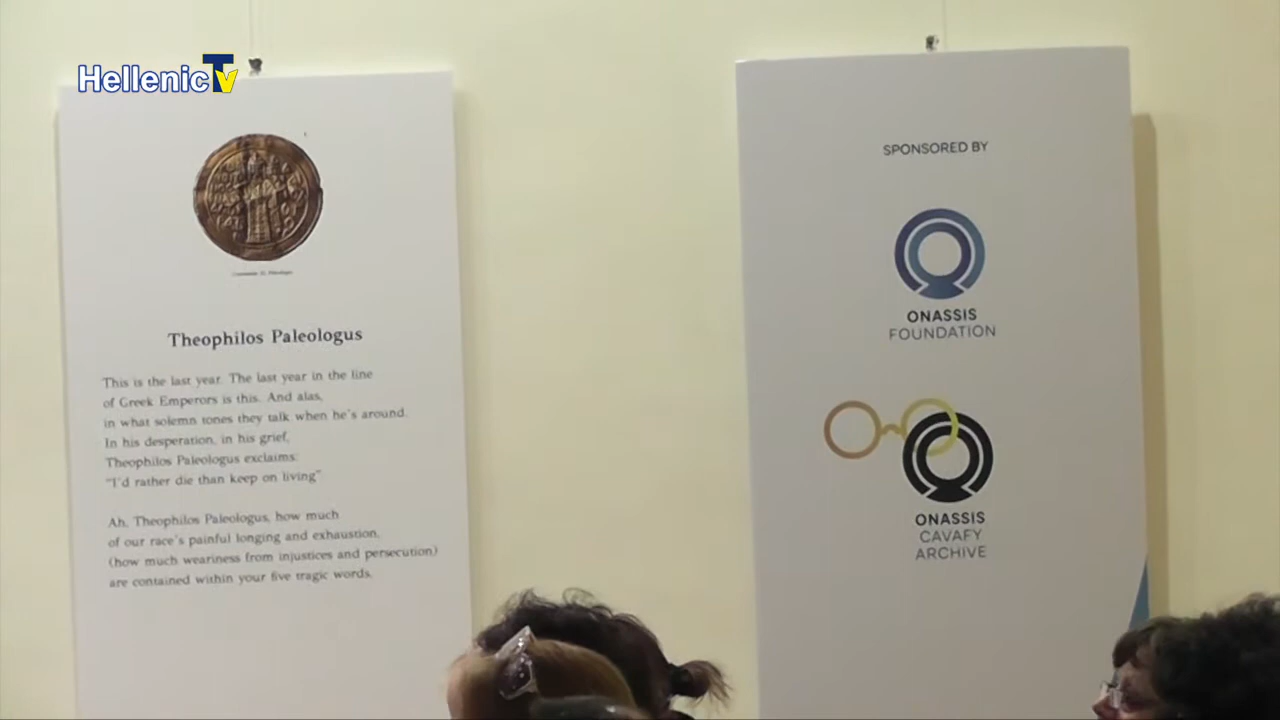 HellenicTv
Theophilos Paleologus
This is the last year. The last year in the line
of Greek Emperors is this. And alas,
in what solemn tones they talk when he's around.
In his desperation, in his grief,
Theophilos Paleologus exclaims:
"I'd rather die than keep on living"
Ah, Theophilos Paleologus, how much
of our race's painful longing and exhaustion,
(how much weariness from injustices and persecution)
are contained within your five tragic words.
SPONSORED BY
ONASSIS
FOUNDATION
ONASSIS
CAVAFY
ARCHIVE